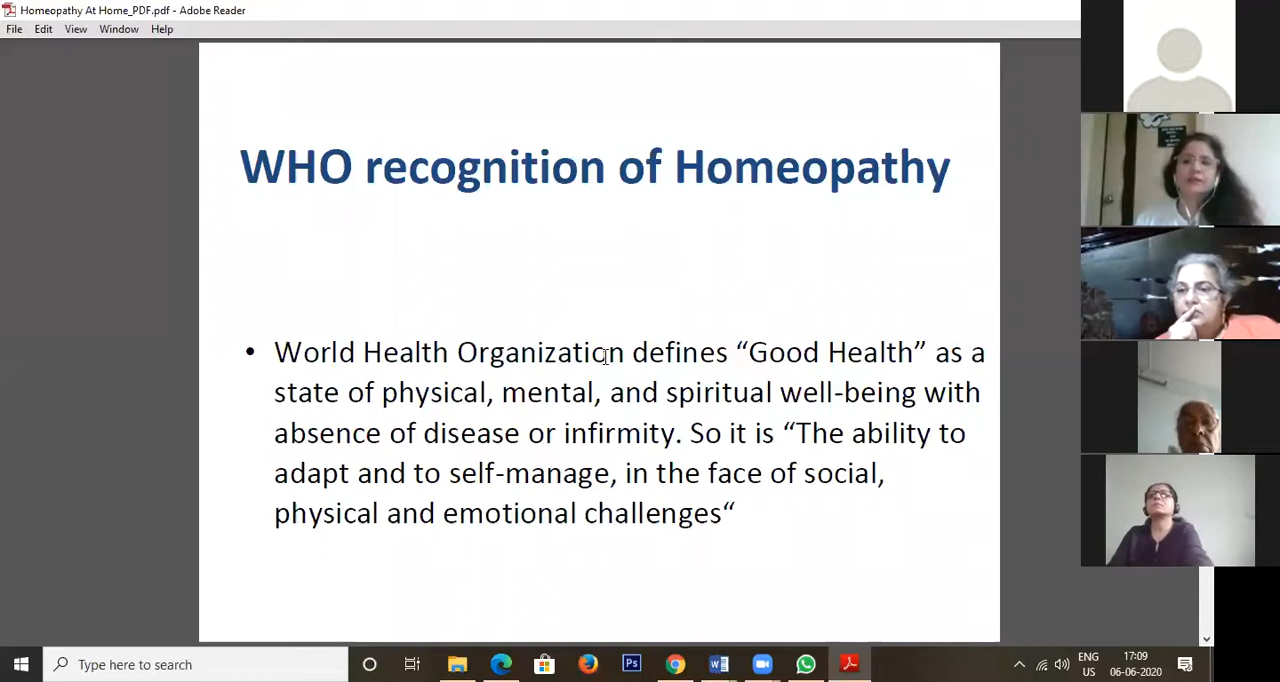 Homeopathy At Home_PDF.pdf - Adobe Reader
File Edit View Window Help
WHO recognition of Homeopathy
• World Health Organization defines “Good Health” as a
state of physical, mental, and spiritual well-being with
absence of disease or infirmity. So it is “The ability to
adapt and to self-manage, in the face of social,
physical and emotional challenges“
Type here to search
Ps
ENG
US
17:09
06-06-2020